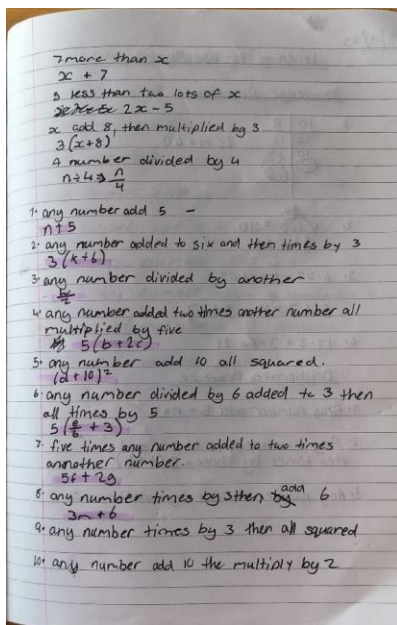 7 more than x
x + 7
5 less than two lots of x
2x - 5
x add 8, then multiplied by 3
3(x+8)
A number divided by 4
n÷4 → n/4
1. any number add 5 -
n+5
2. any number added to six and then times by 3
3(k+6)
3. any number divided by another
4. any number added two times another number all
multiplied by five
5(b+2c)
5. any number add 10 all squared.
(d+10)²
6. any number divided by 6 added to 3 then
all times by 5
5(e/6 + 3)
7. five times any number added to two times
another number.
5f + 2g
8. any number times by 3 then add 6
3m + 6
9. any number times by 3 then all squared
10. any number add 10 the multiply by 2